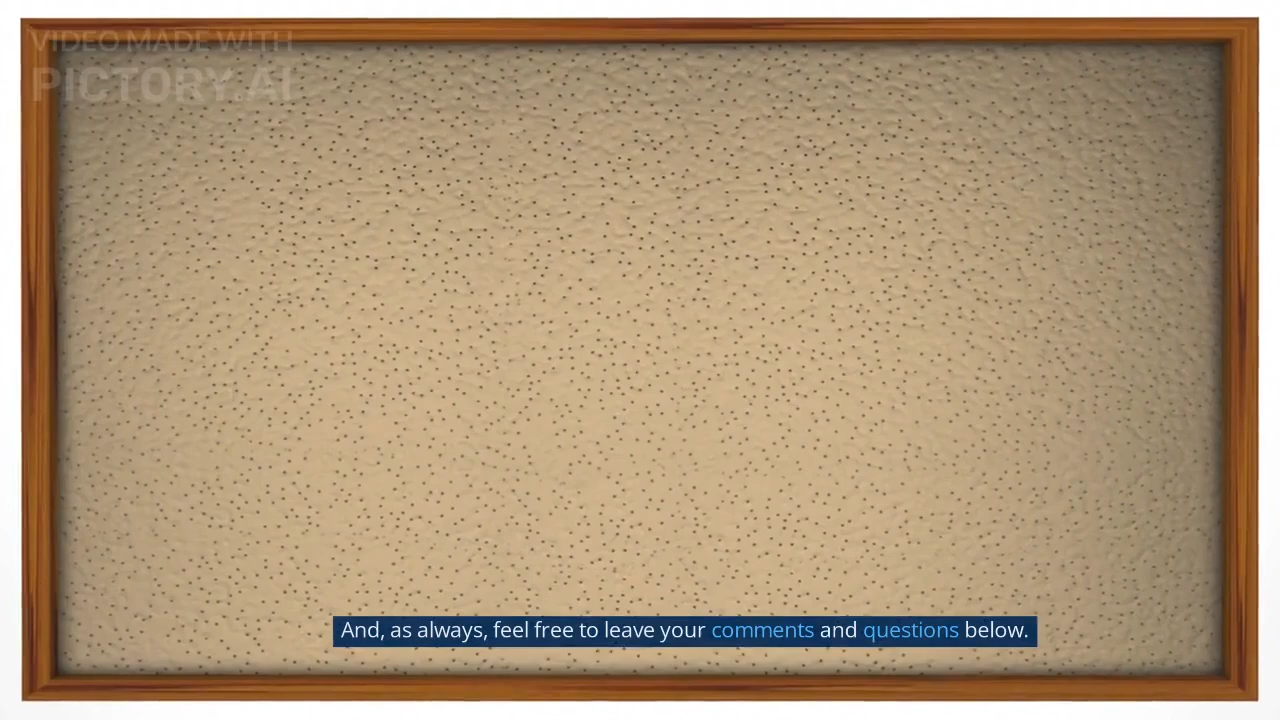 VIDEO MADE WITH
PICTORY.AI
And, as always, feel free to leave your comments and questions below.